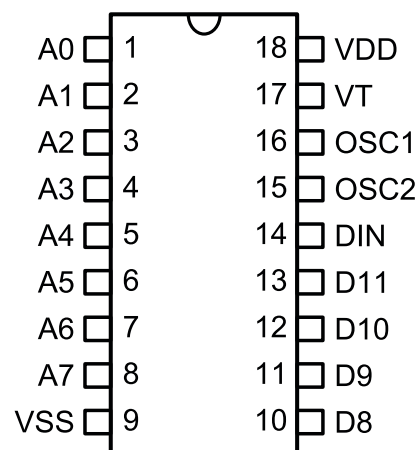 A0 1 18 VDD
A1 2 17 VT
A2 3 16 OSC1
A3 4 15 OSC2
A4 5 14 DIN
A5 6 13 D11
A6 7 12 D10
A7 8 11 D9
VSS 9 10 D8